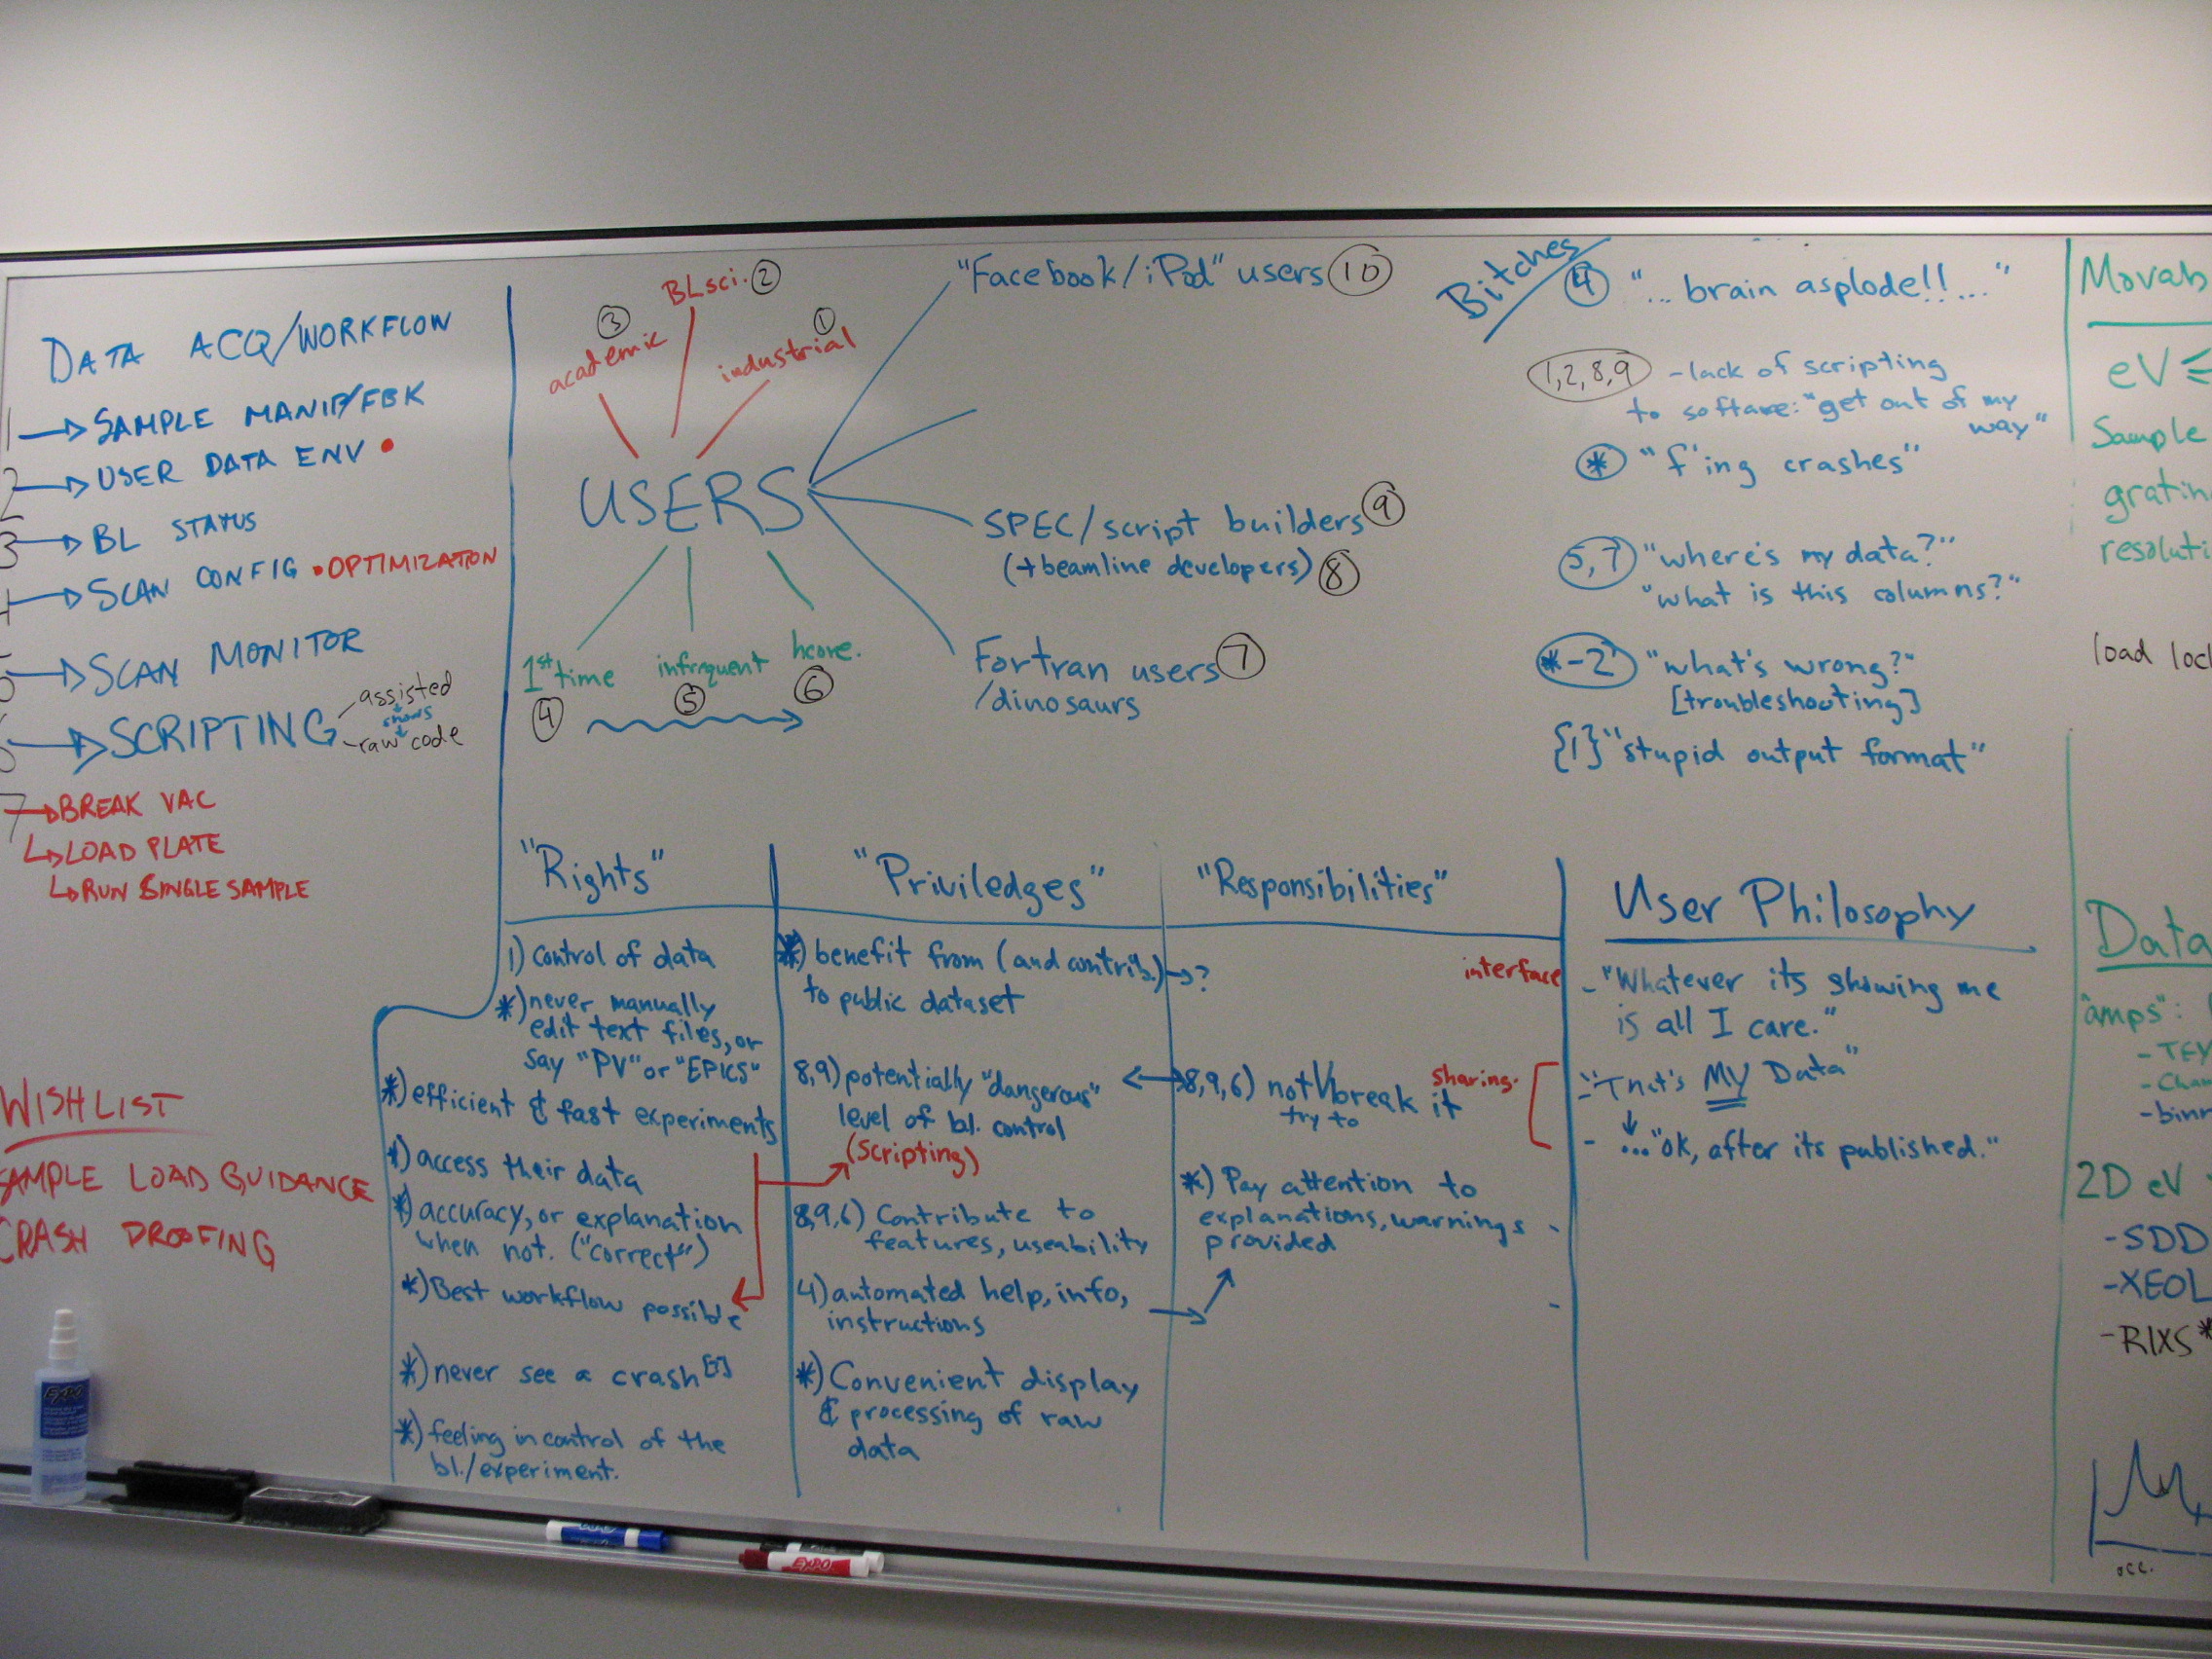 DATA ACQ/WORKFLOW
1 → SAMPLE MANIP/FBK
2 → USER DATA ENV •
3 → BL STATUS
4 → SCAN CONFIG • OPTIMIZATION
5 → SCAN MONITOR
6 → SCRIPTING
assisted
shows
raw code
7 → BREAK VAC
↳ LOAD PLATE
↳ RUN SINGLE SAMPLE
WISHLIST
SAMPLE LOAD GUIDANCE
CRASH PROOFING
EXPO
USERS
academic ③
BLsci. ②
industrial ①
"Facebook/iPod" users ⑩
SPEC/script builders ⑨
(+beamline developers) ⑧
Fortran users ⑦
/dinosaurs
1st time ④
infrequent ⑤
hcore. ⑥
Bitches
④ "...brain asplode!!..."
1,2,8,9 - lack of scripting
to softare: "get out of my
way"
* "f'ing crashes"
5,7 "where's my data?"
"what is this columns?"
*-2 "what's wrong?"
[troubleshooting]
{1} "stupid output format"
"Rights"
1) control of data
*) never manually
edit text files, or
say "PV" or "EPICS"
*) efficient & fast experiments
*) access their data
*) accuracy, or explanation
when not. ("correct")
*) Best workflow possible
*) never see a crash
*) feeling in control of the
bl./experiment.
"Priviledges"
*) benefit from (and contrib.) → ?
to public dataset
8,9) potentially "dangerous"
level of bl. control
(scripting)
8,9,6) Contribute to
features, useability
4) automated help, info,
instructions
*) Convenient display
& processing of raw
data
"Responsibilities"
8,9,6) not break it
try to
*) Pay attention to
explanations, warnings
provided
interface
sharing.
User Philosophy
- "Whatever its showing me
is all I care."
- "That's MY Data"
- ... "ok, after its published."
Movab
eV
Sample
gratin
resoluti
load loc
Data
"amps":
- TEY
- Chan
2D eV
- SDD
- XEOL
- RIXS*
occ.
EXPO